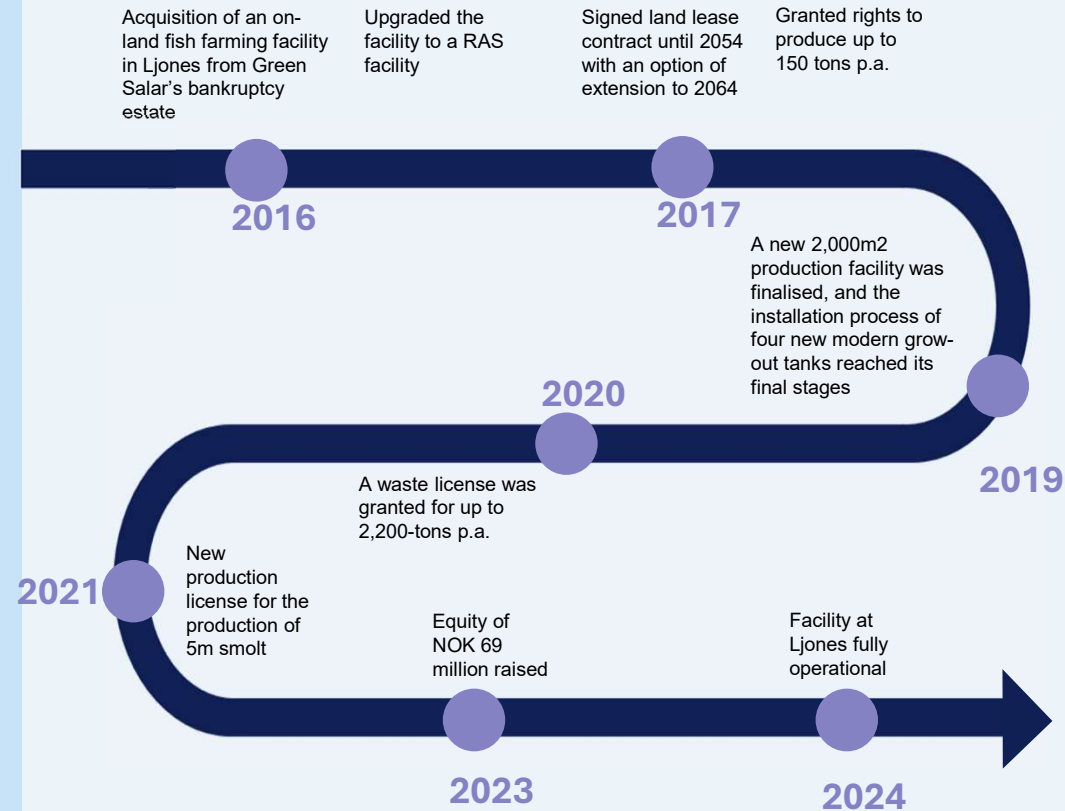 Acquisition of an on-
land fish farming facility
in Ljones from Green
Salar's bankruptcy
estate
Upgraded the
facility to a RAS
facility
2016
Signed land lease
contract until 2054
with an option of
extension to 2064
Granted rights to
produce up to
150 tons p.a.
2017
A new 2,000m2
production facility was
finalised, and the
installation process of
four new modern grow-
out tanks reached its
final stages
2019
2020
A waste license was
granted for up to
2,200-tons p.a.
2021
New
production
license for the
production of
5m smolt
Equity of
NOK 69
million raised
2023
Facility at
Ljones fully
operational
2024